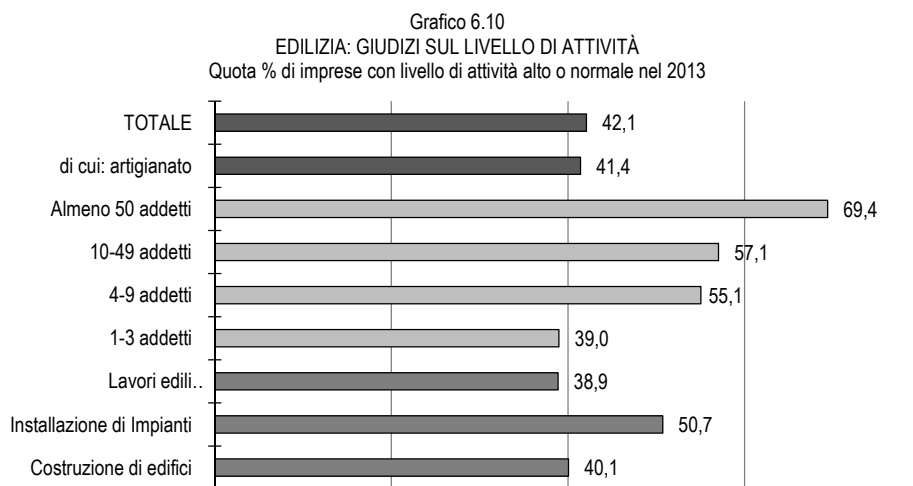 Grafico 6.10
EDILIZIA: GIUDIZI SUL LIVELLO DI ATTIVITÀ
Quota % di imprese con livello di attività alto o normale nel 2013
TOTALE 42,1
di cui: artigianato 41,4
Almeno 50 addetti 69,4
10-49 addetti 57,1
4-9 addetti 55,1
1-3 addetti 39,0
Lavori edili.. 38,9
Installazione di Impianti 50,7
Costruzione di edifici 40,1